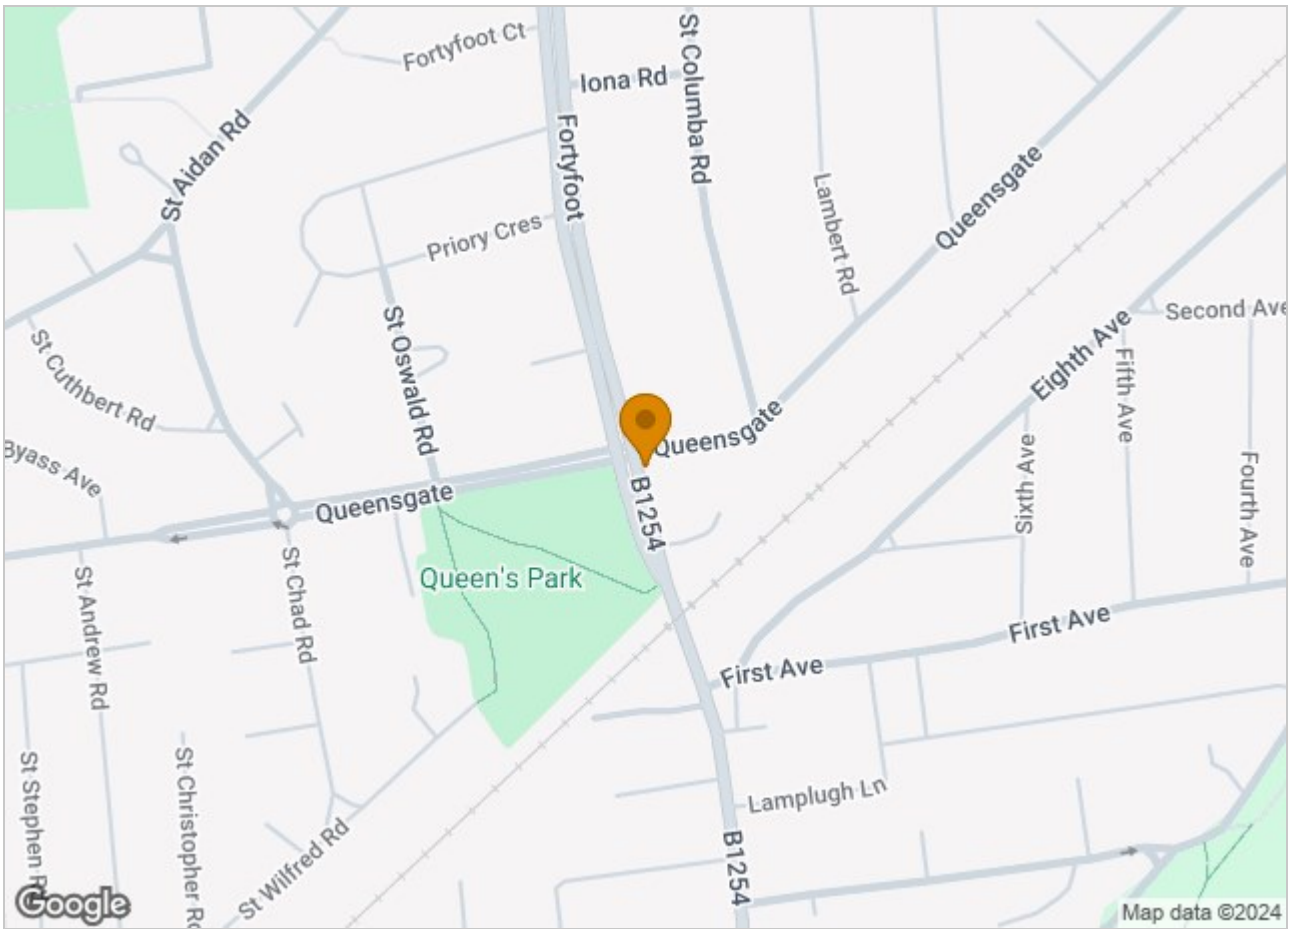 Fortyfoot Ct
Iona Rd
St Columba Rd
St Aidan Rd
Fortyfoot
Queensgate
Lambert Rd
Priory Cres
Second Ave
St Oswald Rd
Eighth Ave
Fifth Ave
St Cuthbert Rd
Queensgate
Byass Ave
Sixth Ave
Fourth Ave
Queensgate
B1254
St Chad Rd
Queen's Park
St Andrew Rd
First Ave
First Ave
St Stephen R
St Christopher Rd
Lamplugh Ln
St Wilfred Rd
B1254
Google
Map data ©2024